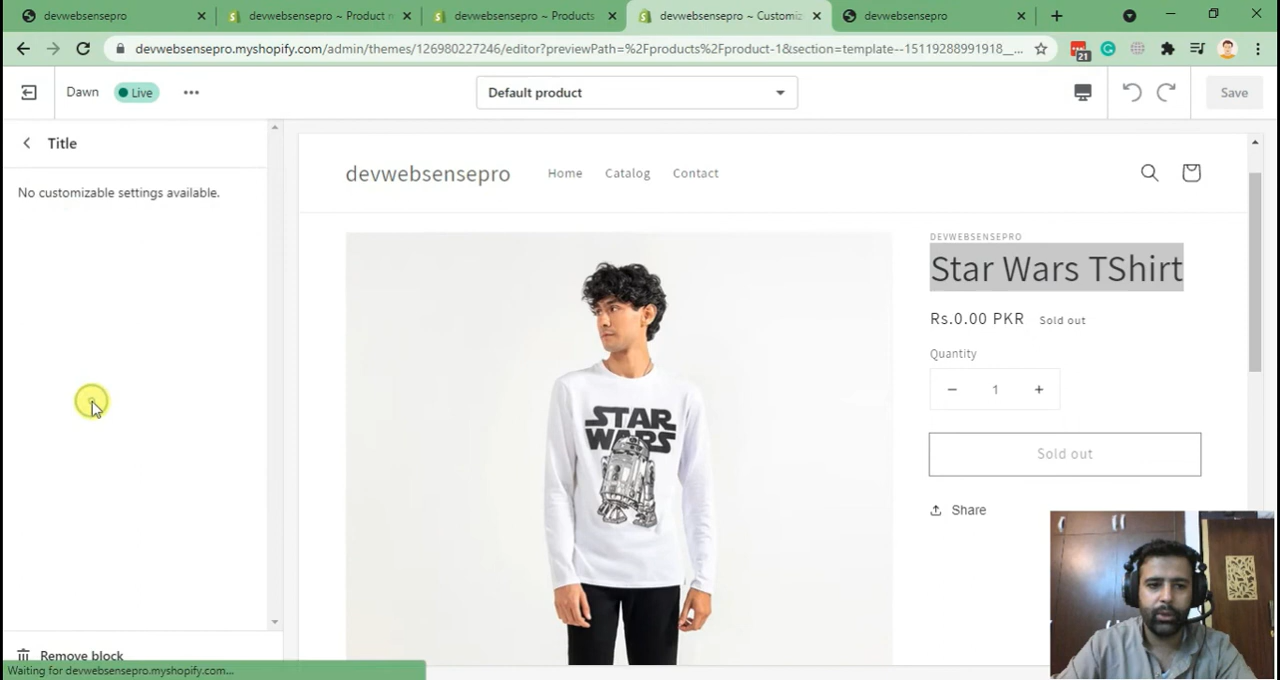 devwebsensepro
devwebsensepro ~ Product m
devwebsensepro ~ Products
devwebsensepro ~ Customiz
devwebsensepro
devwebsensepro.myshopify.com/admin/themes/126980227246/editor?previewPath=%2Fproducts%2Fproduct-1&section=template--15119288991918__...
21
Dawn
Live
Default product
Save
Title
No customizable settings available.
devwebsensepro
Home
Catalog
Contact
DEVWEBSENSEPRO
Star Wars TShirt
Rs.0.00 PKR
Sold out
Quantity
1
Sold out
Share
STAR
WARS
Remove block
Waiting for devwebsensepro.myshopify.com...